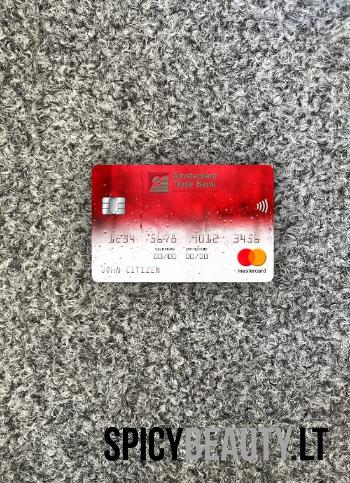 Amsterdam
Trade Bank
1234 5678 9012 3456
00/00 00/00
JOHN CITIZEN
mastercard
SPICYBEAUTY.LT